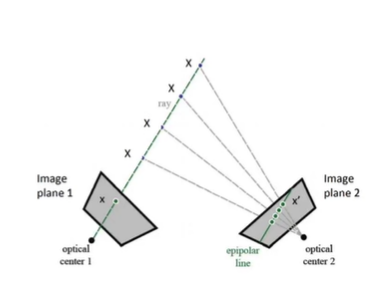 X
X
ray
X
X
Image
plane 1
x
Image
plane 2
x'
optical
center 1
epipolar
line
optical
center 2